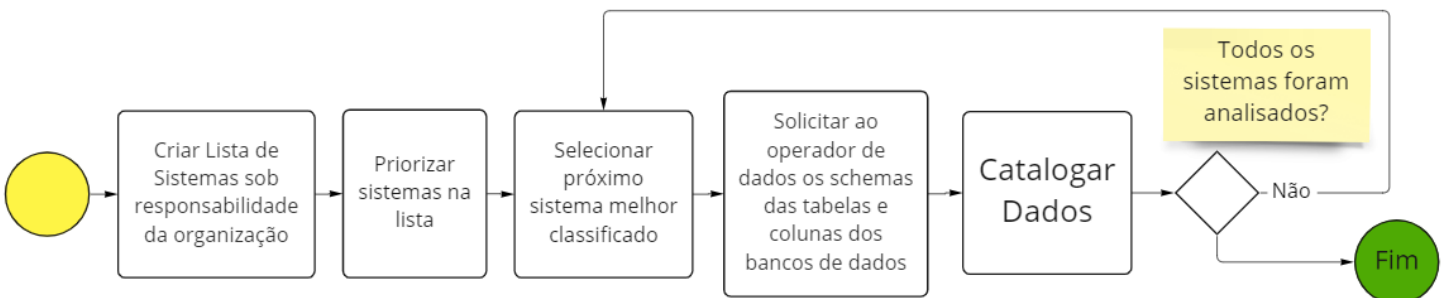 Criar Lista de
Sistemas sob
responsabilidade
da organização
Priorizar
sistemas na
lista
Selecionar
próximo
sistema melhor
classificado
Solicitar ao
operador de
dados os schemas
das tabelas e
colunas dos
bancos de dados
Catalogar
Dados
Todos os
sistemas foram
analisados?
Não
Fim